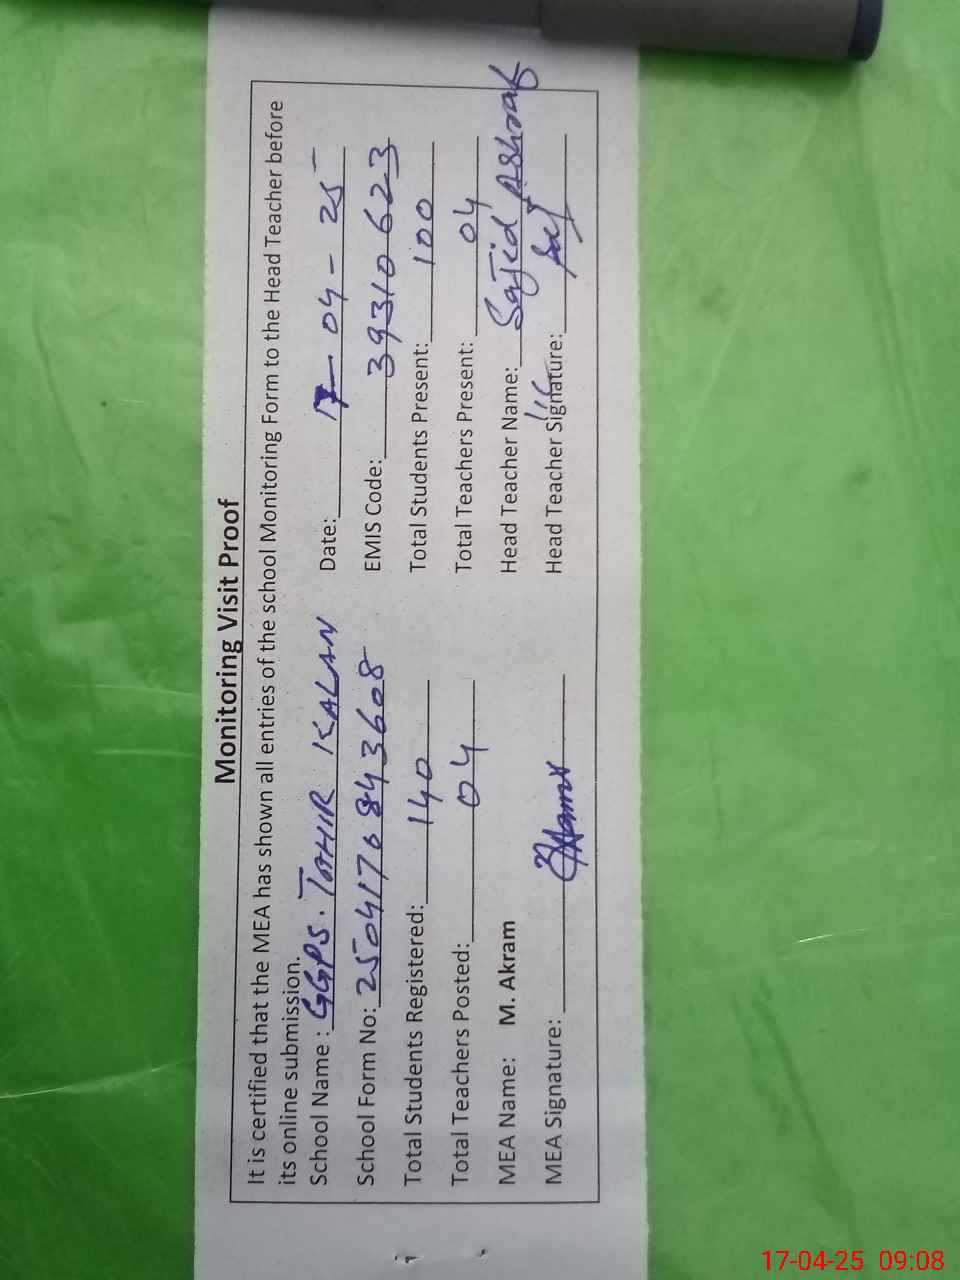 Monitoring Visit Proof
It is certified that the MEA has shown all entries of the school Monitoring Form to the Head Teacher before
its online submission.
School Name : GGPS. TAHIR KALAN Date: 17-04-25
School Form No: 250417084 3608 EMIS Code: 39310623
Total Students Registered: 140 Total Students Present: 100
Total Teachers Posted: 04 Total Teachers Present: 04
MEA Name: M. Akram Head Teacher Name: Sajid Ashraf
MEA Signature: Head Teacher Signature:
17-04-25 09:08